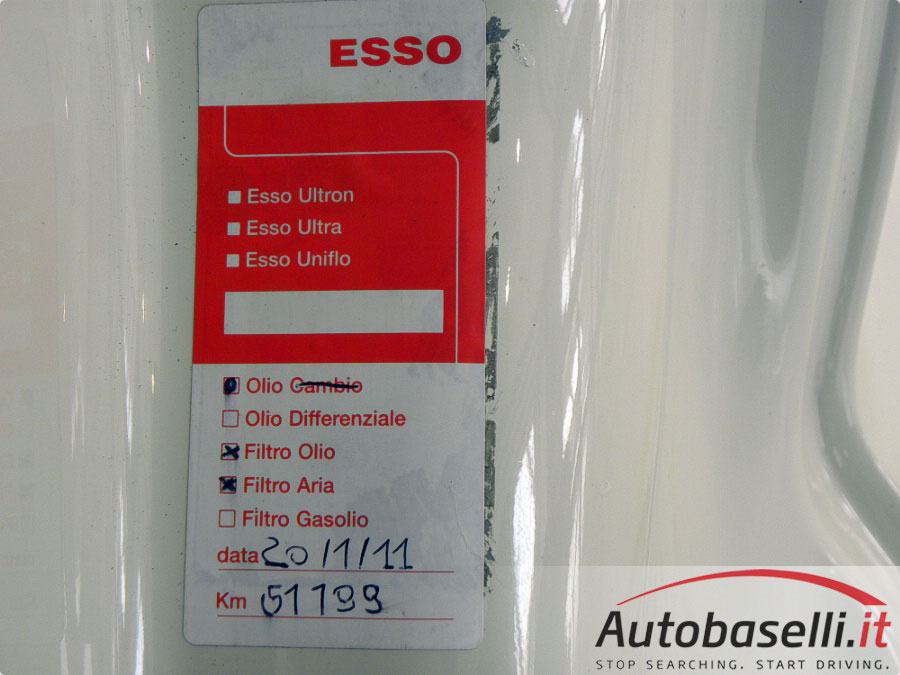 ESSO
Esso Ultron
Esso Ultra
Esso Uniflo
Olio Cambio
Olio Differenziale
Filtro Olio
Filtro Aria
Filtro Gasolio
data 20/1/11
Km 51199
Autobaselli.it
STOP SEARCHING. START DRIVING.